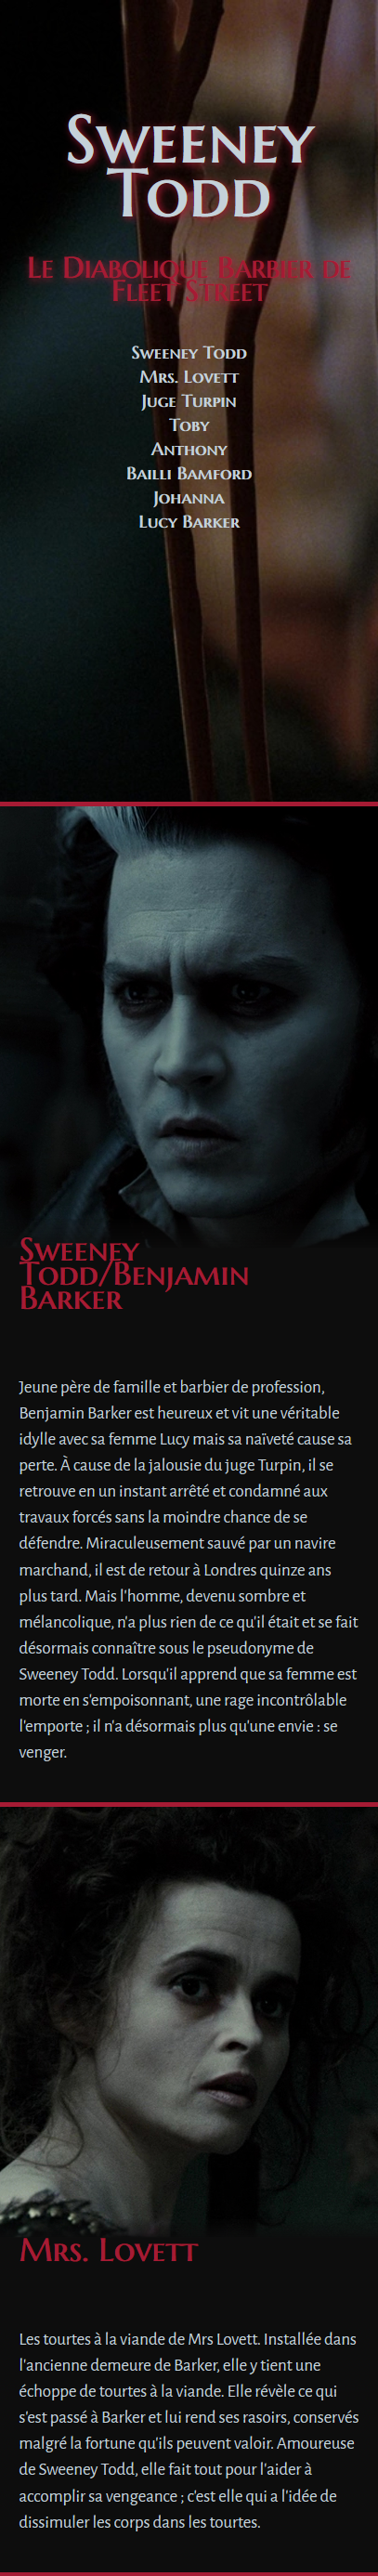 Sweeney
Todd
Le Diabolique Barbier de
Fleet Street
Sweeney Todd
Mrs. Lovett
Juge Turpin
Toby
Anthony
Bailli Bamford
Johanna
Lucy Barker
Sweeney
Todd/Benjamin
Barker
Jeune père de famille et barbier de profession,
Benjamin Barker est heureux et vit une véritable
idylle avec sa femme Lucy mais sa naïveté cause sa
perte. À cause de la jalousie du juge Turpin, il se
retrouve en un instant arrêté et condamné aux
travaux forcés sans la moindre chance de se
défendre. Miraculeusement sauvé par un navire
marchand, il est de retour à Londres quinze ans
plus tard. Mais l'homme, devenu sombre et
mélancolique, n'a plus rien de ce qu'il était et se fait
désormais connaître sous le pseudonyme de
Sweeney Todd. Lorsqu'il apprend que sa femme est
morte en s'empoisonnant, une rage incontrôlable
l'emporte ; il n'a désormais plus qu'une envie : se
venger.
Mrs. Lovett
Les tourtes à la viande de Mrs Lovett. Installée dans
l'ancienne demeure de Barker, elle y tient une
échoppe de tourtes à la viande. Elle révèle ce qui
s'est passé à Barker et lui rend ses rasoirs, conservés
malgré la fortune qu'ils peuvent valoir. Amoureuse
de Sweeney Todd, elle fait tout pour l'aider à
accomplir sa vengeance ; c'est elle qui a l'idée de
dissimuler les corps dans les tourtes.